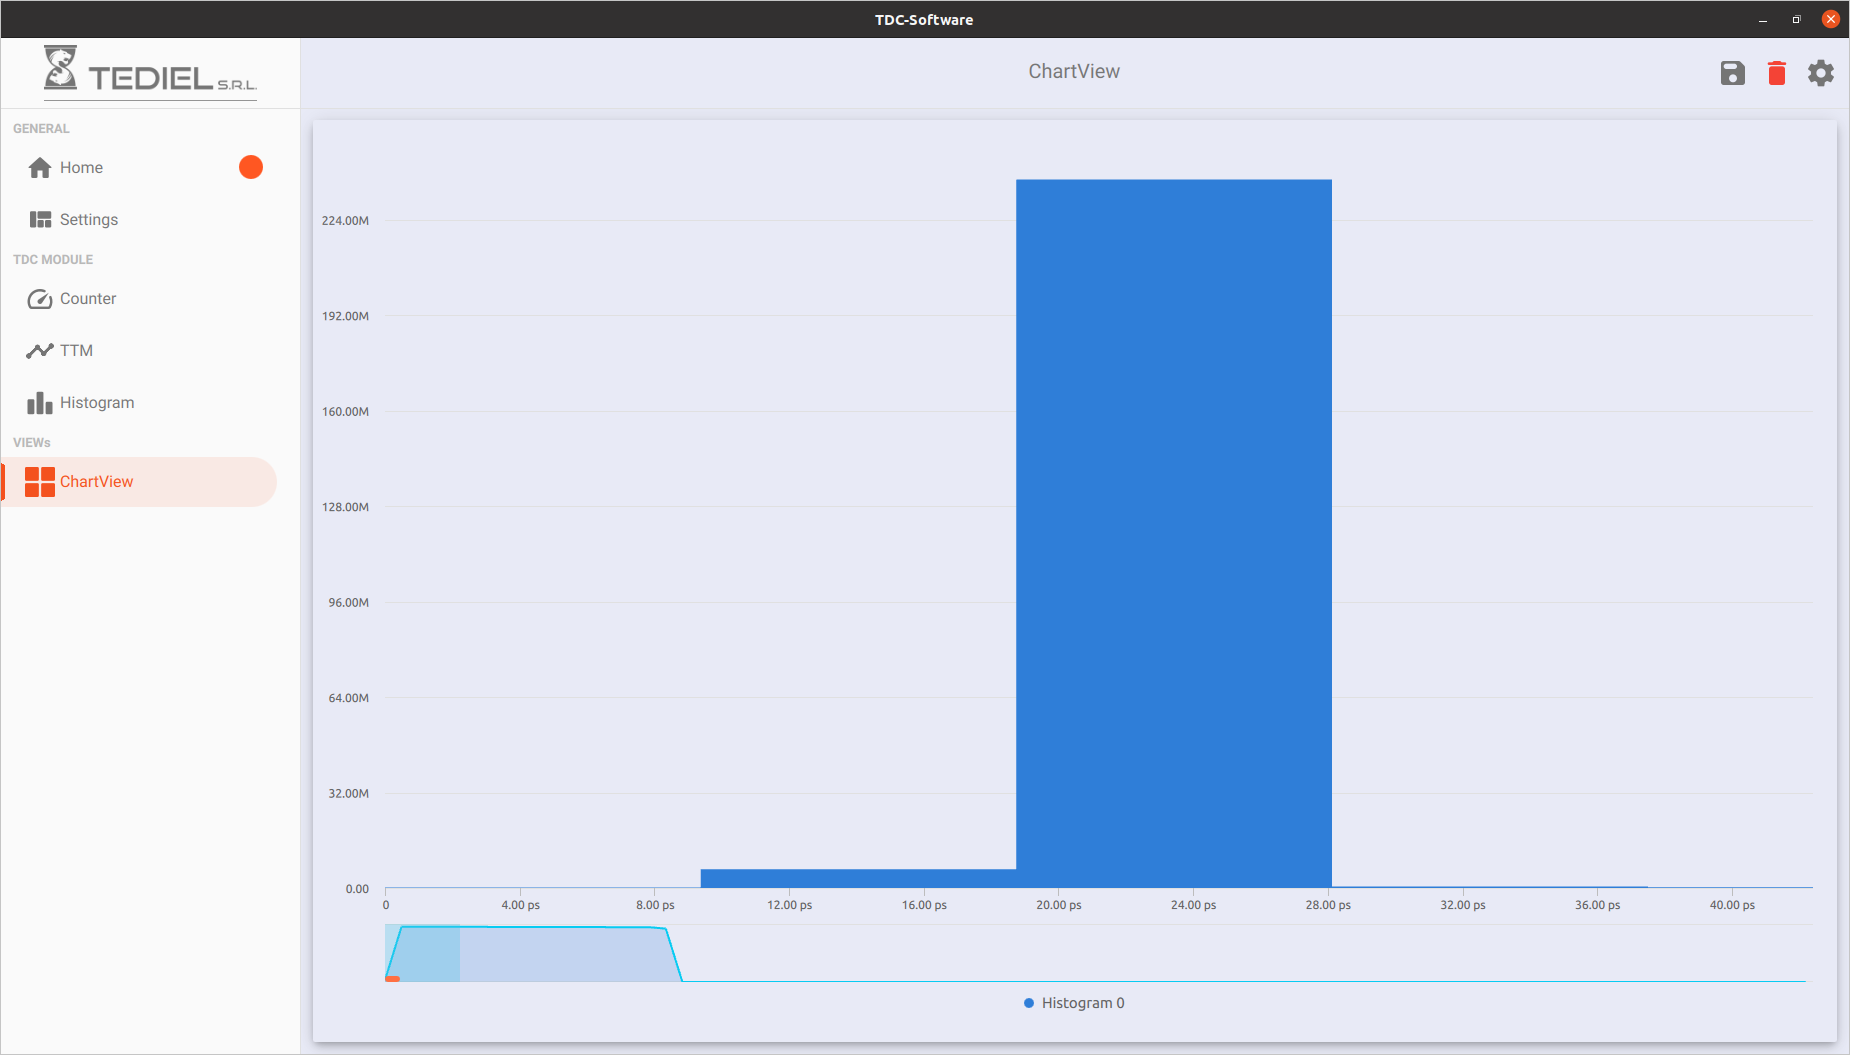 TDC-Software
TEDIEL S.R.L.
ChartView
GENERAL
Home
Settings
TDC MODULE
Counter
TTM
Histogram
VIEWs
ChartView
224.00M
192.00M
160.00M
128.00M
96.00M
64.00M
32.00M
0.00
0 4.00 ps 8.00 ps 12.00 ps 16.00 ps 20.00 ps 24.00 ps 28.00 ps 32.00 ps 36.00 ps 40.00 ps
Histogram 0